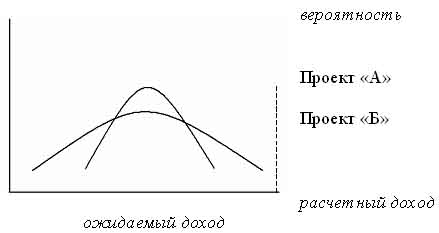 вероятность
Проект «А»
Проект «Б»
расчетный доход
ожидаемый доход